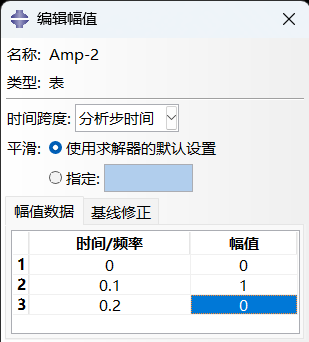 编辑幅值
名称: Amp-2
类型: 表
时间跨度: 分析步时间
平滑: 使用求解器的默认设置
指定:
幅值数据 基线修正
时间/频率 幅值
1 0 0
2 0.1 1
3 0.2 0